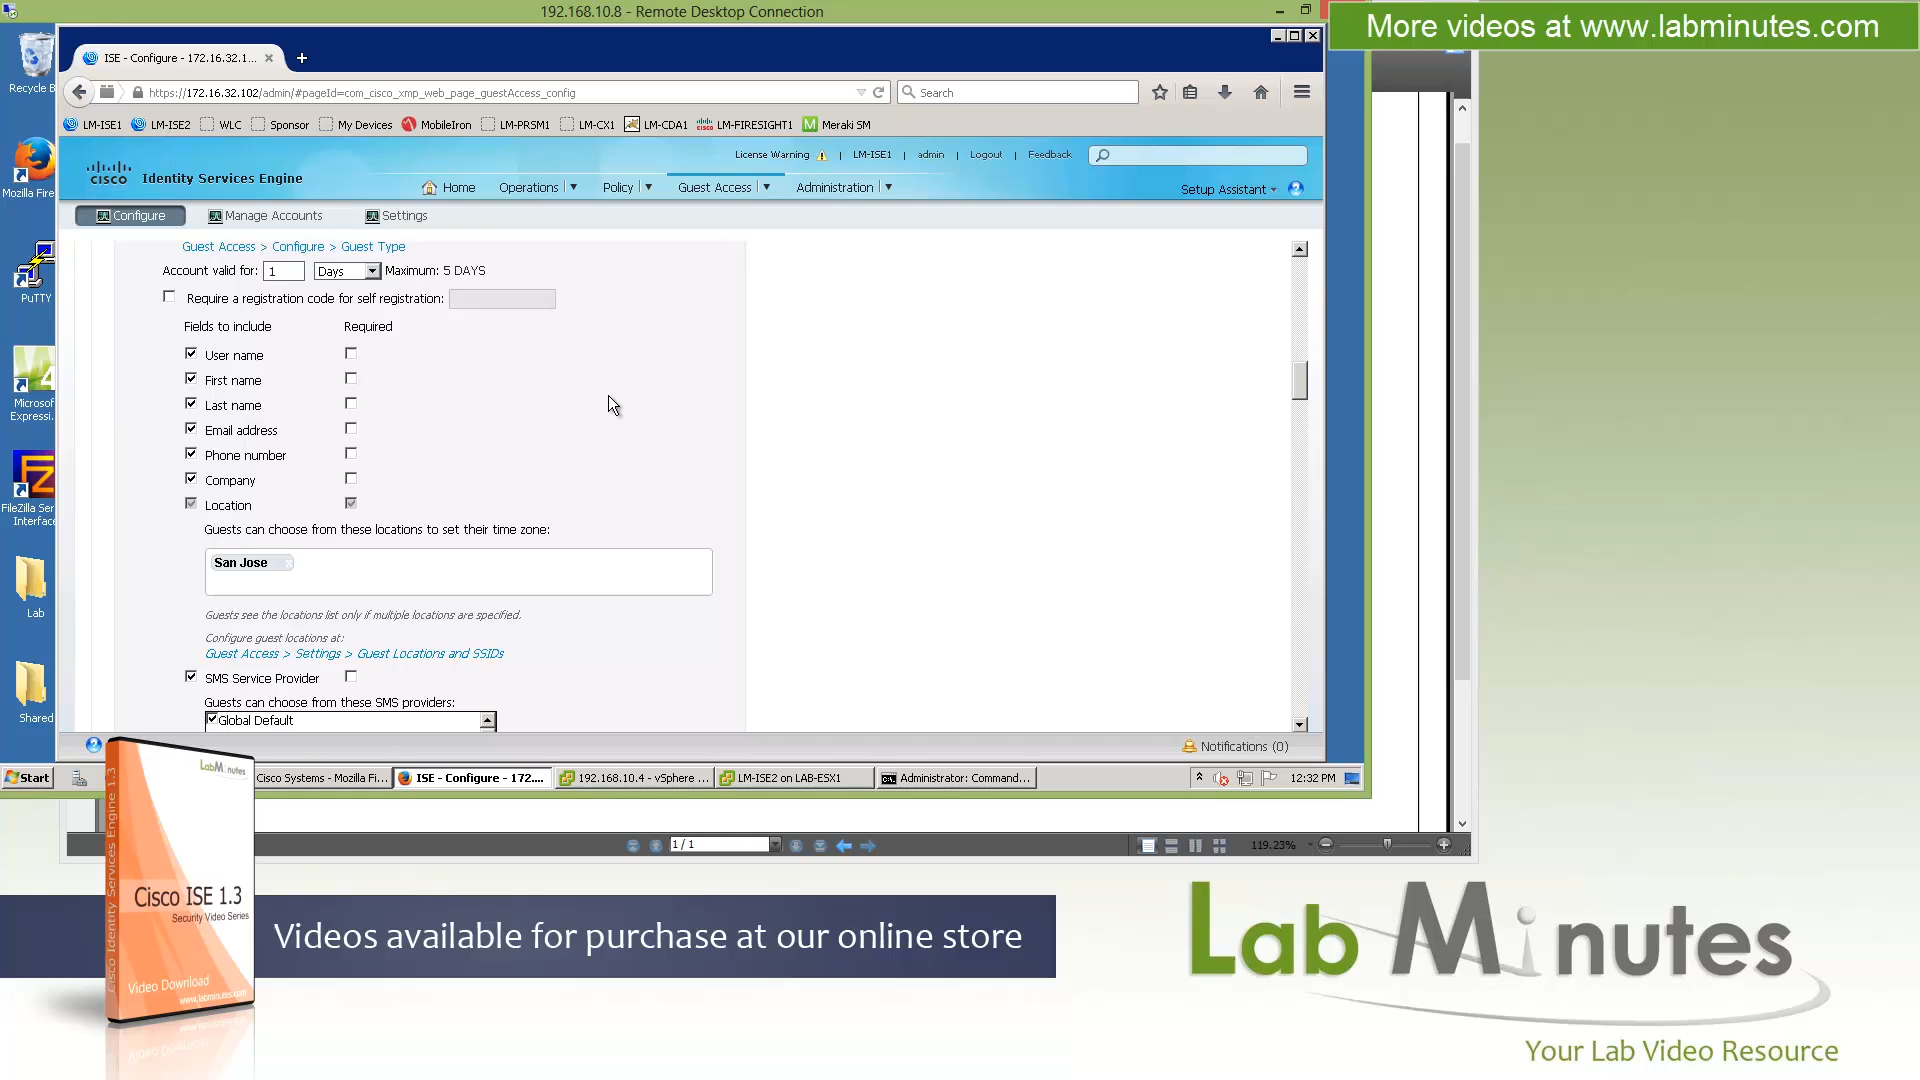 192.168.10.8 - Remote Desktop Connection
More videos at www.labminutes.com
Recycle B
ISE - Configure - 172.16.32.1...
https://172.16.32.102/admin/#pageId=com_cisco_xmp_web_page_guestAccess_config
Search
LM-ISE1 LM-ISE2 WLC Sponsor My Devices MobileIron LM-PRSM1 LM-CX1 LM-CDA1 LM-FIRESIGHT1 Meraki SM
Mozilla Fire
License Warning | LM-ISE1 | admin | Logout | Feedback
cisco Identity Services Engine
Home Operations Policy Guest Access Administration
Setup Assistant
Configure Manage Accounts Settings
Guest Access > Configure > Guest Type
Account valid for: 1 Days Maximum: 5 DAYS
Require a registration code for self registration:
PuTTY
Fields to include Required
User name
First name
Last name
Microsof
Expressi...
Email address
Phone number
Company
Location
FileZilla Ser
Interface
Guests can choose from these locations to set their time zone:
San Jose
Lab
Guests see the locations list only if multiple locations are specified.
Configure guest locations at:
Guest Access > Settings > Guest Locations and SSIDs
SMS Service Provider
Guests can choose from these SMS providers:
Global Default
Shared
Notifications (0)
Start
Cisco Systems - Mozilla Fi...
ISE - Configure - 172....
192.168.10.4 - vSphere ...
LM-ISE2 on LAB-ESX1
Administrator: Command...
12:32 PM
1 / 1
119.23%
LabMinutes
Cisco Identity Services Engine 1.3
Cisco ISE 1.3
Security Video Series
Video Download
www.labminutes.com
Videos available for purchase at our online store
Lab Minutes
Your Lab Video Resource